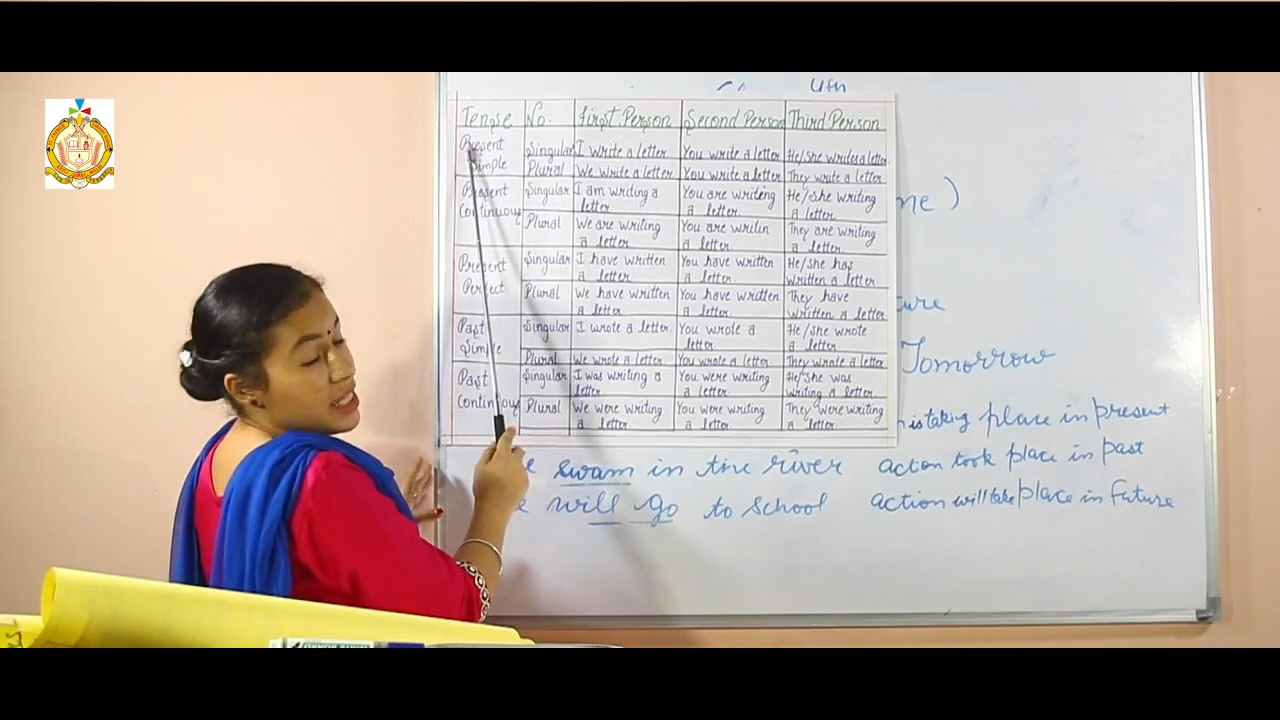 Tense No. First Person Second Person Third Person
Present Simple Singular I write a letter You write a letter He/She writes a letter
Plural We write a letter You write a letter They write a letter
Present Continuous Singular I am writing a letter You are writing a letter He/She writing a letter
Plural We are writing a letter You are writin a letter They are writing a letter
Present Perfect Singular I have written a letter You have written a letter He/She has written a letter
Plural We have written a letter You have written a letter They have written a letter
Past Simple Singular I wrote a letter You wrote a letter He/She wrote a letter
Plural We wrote a letter You wrote a letter They wrote a letter
Past Continuous Singular I was writing a letter You were writing a letter He/She was writing a letter
Plural We were writing a letter You were writing a letter They were writing a letter
Tomorrow
is taking place in present
swam in the river acton took place in past
will go to school action will take place in Future